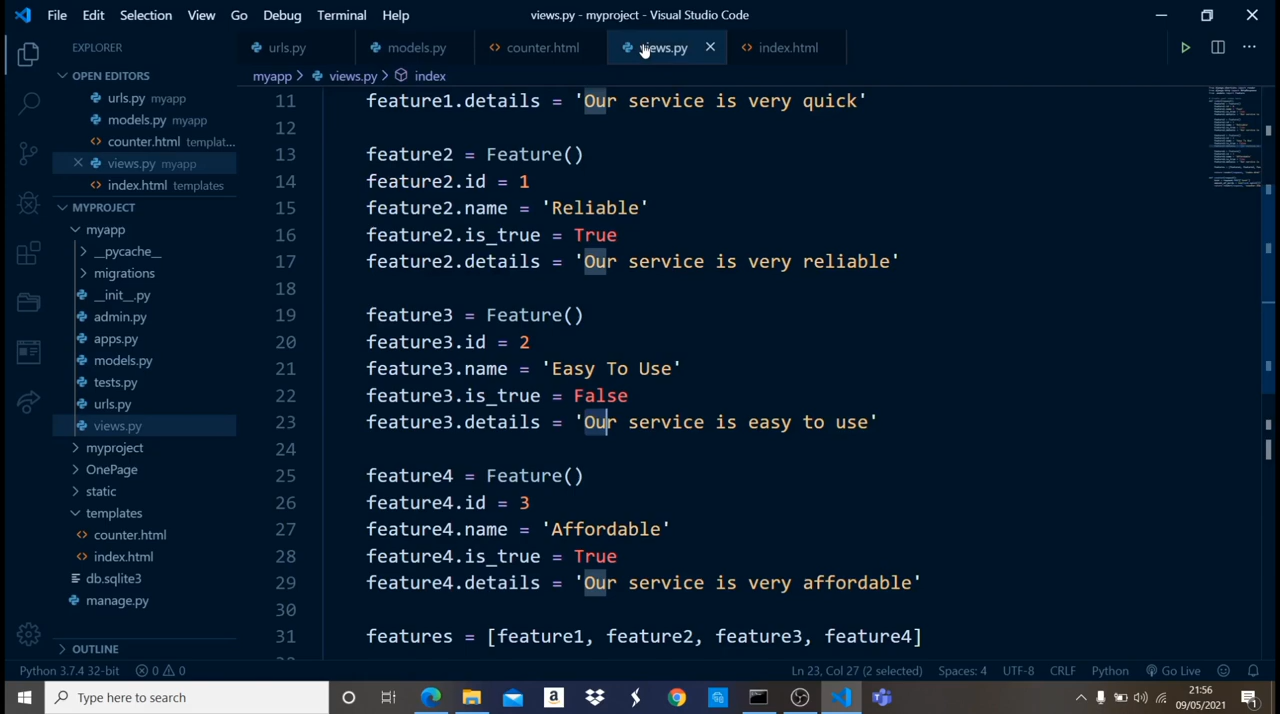 File Edit Selection View Go Debug Terminal Help
views.py - myproject - Visual Studio Code
EXPLORER
urls.py
models.py
counter.html
views.py
index.html
OPEN EDITORS
urls.py myapp
models.py myapp
counter.html templat...
views.py myapp
index.html templates
MYPROJECT
myapp
__pycache__
migrations
__init__.py
admin.py
apps.py
models.py
tests.py
urls.py
views.py
myproject
OnePage
static
templates
counter.html
index.html
db.sqlite3
manage.py
OUTLINE
myapp > views.py > index
11 feature1.details = 'Our service is very quick'
12
13 feature2 = Feature()
14 feature2.id = 1
15 feature2.name = 'Reliable'
16 feature2.is_true = True
17 feature2.details = 'Our service is very reliable'
18
19 feature3 = Feature()
20 feature3.id = 2
21 feature3.name = 'Easy To Use'
22 feature3.is_true = False
23 feature3.details = 'Our service is easy to use'
24
25 feature4 = Feature()
26 feature4.id = 3
27 feature4.name = 'Affordable'
28 feature4.is_true = True
29 feature4.details = 'Our service is very affordable'
30
31 features = [feature1, feature2, feature3, feature4]
Python 3.7.4 32-bit 0 0
Ln 23, Col 27 (2 selected) Spaces: 4 UTF-8 CRLF Python Go Live
Type here to search
21:56
09/05/2021
1